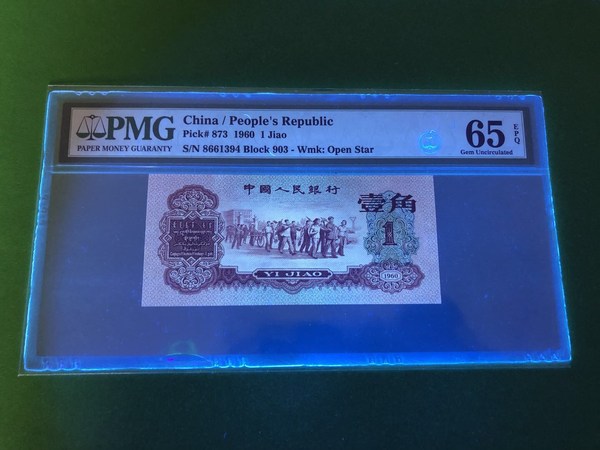 PMG
PAPER MONEY GUARANTY
China / People's Republic
Pick# 873 1960 1 Jiao
S/N 8661394 Block 903 - Wmk: Open Star
65 EPQ
Gem Uncirculated
中國人民銀行
壹角
1
YI JIAO
1960